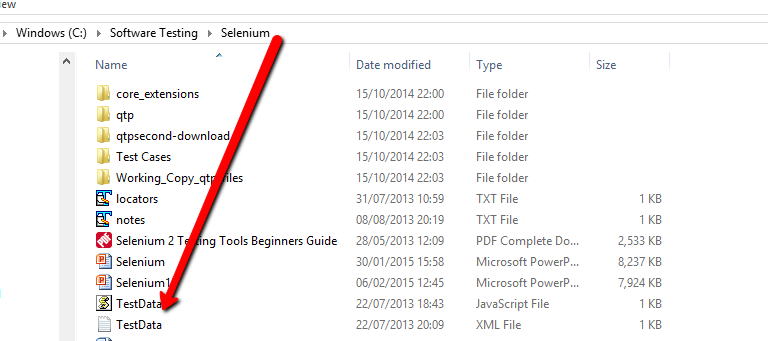 iew
Windows (C:) Software Testing Selenium
Name Date modified Type Size
core_extensions 15/10/2014 22:00 File folder
qtp 15/10/2014 22:00 File folder
qtpsecond-download 15/10/2014 22:03 File folder
Test Cases 15/10/2014 22:03 File folder
Working_Copy_qtp files 15/10/2014 22:03 File folder
locators 31/07/2013 10:59 TXT File 1 KB
notes 08/08/2013 20:19 TXT File 1 KB
Selenium 2 Testing Tools Beginners Guide 28/05/2013 12:09 PDF Complete Do... 2,533 KB
Selenium 30/01/2015 15:58 Microsoft PowerP... 8,237 KB
Selenium1 06/02/2015 12:45 Microsoft PowerP... 7,924 KB
TestData 22/07/2013 18:43 JavaScript File 1 KB
TestData 22/07/2013 20:09 XML File 1 KB